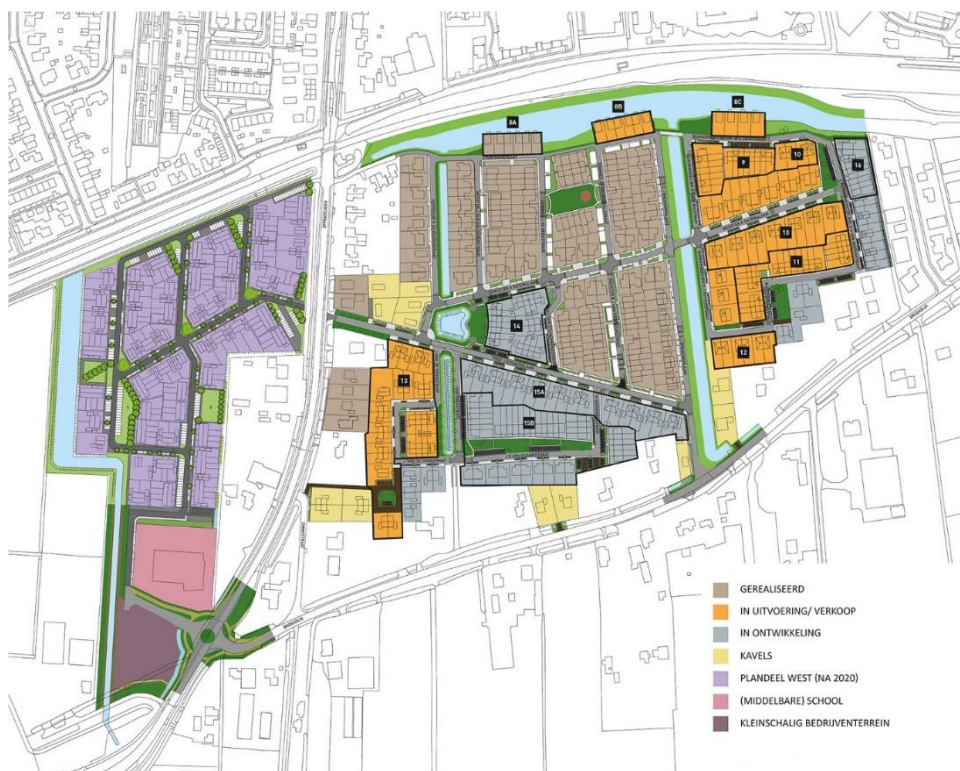 8A
8B
8C
9
10
16
10
11
12
14
13
15A
15B
GEREALISEERD
IN UITVOERING/ VERKOOP
IN ONTWIKKELING
KAVELS
PLANDEEL WEST (NA 2020)
(MIDDELBARE) SCHOOL
KLEINSCHALIG BEDRIJVENTERREIN